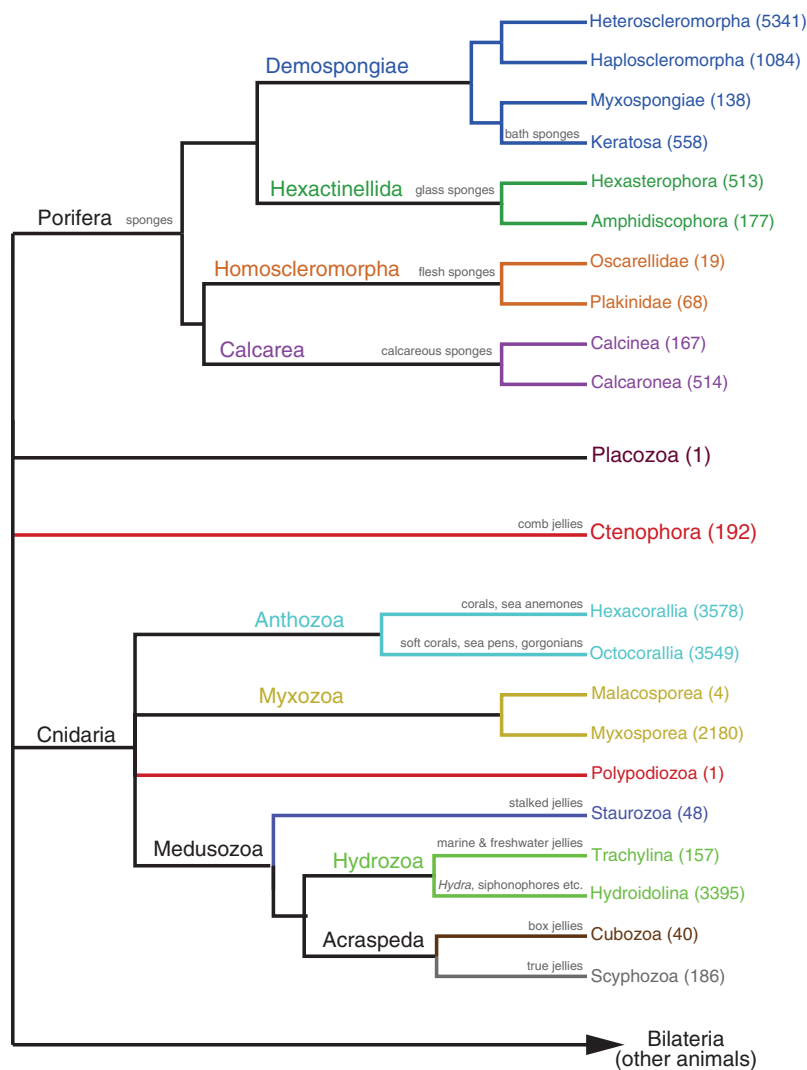 Heteroscleromorpha (5341)
Demospongiae
Haploscleromorpha (1084)
Myxospongiae (138)
bath sponges
Keratosa (558)
Hexactinellida
glass sponges
Hexasterophora (513)
Amphidiscophora (177)
Porifera
sponges
Homoscleromorpha
flesh sponges
Oscarellidae (19)
Plakinidae (68)
Calcarea
calcareous sponges
Calcinea (167)
Calcaronea (514)
Placozoa (1)
comb jellies
Ctenophora (192)
Anthozoa
corals, sea anemones
Hexacorallia (3578)
soft corals, sea pens, gorgonians
Octocorallia (3549)
Myxozoa
Malacosporea (4)
Myxosporea (2180)
Cnidaria
Polypodiozoa (1)
stalked jellies
Staurozoa (48)
Medusozoa
Hydrozoa
marine & freshwater jellies
Trachylina (157)
Hydra, siphonophores etc.
Hydroidolina (3395)
Acraspeda
box jellies
Cubozoa (40)
true jellies
Scyphozoa (186)
Bilateria
(other animals)